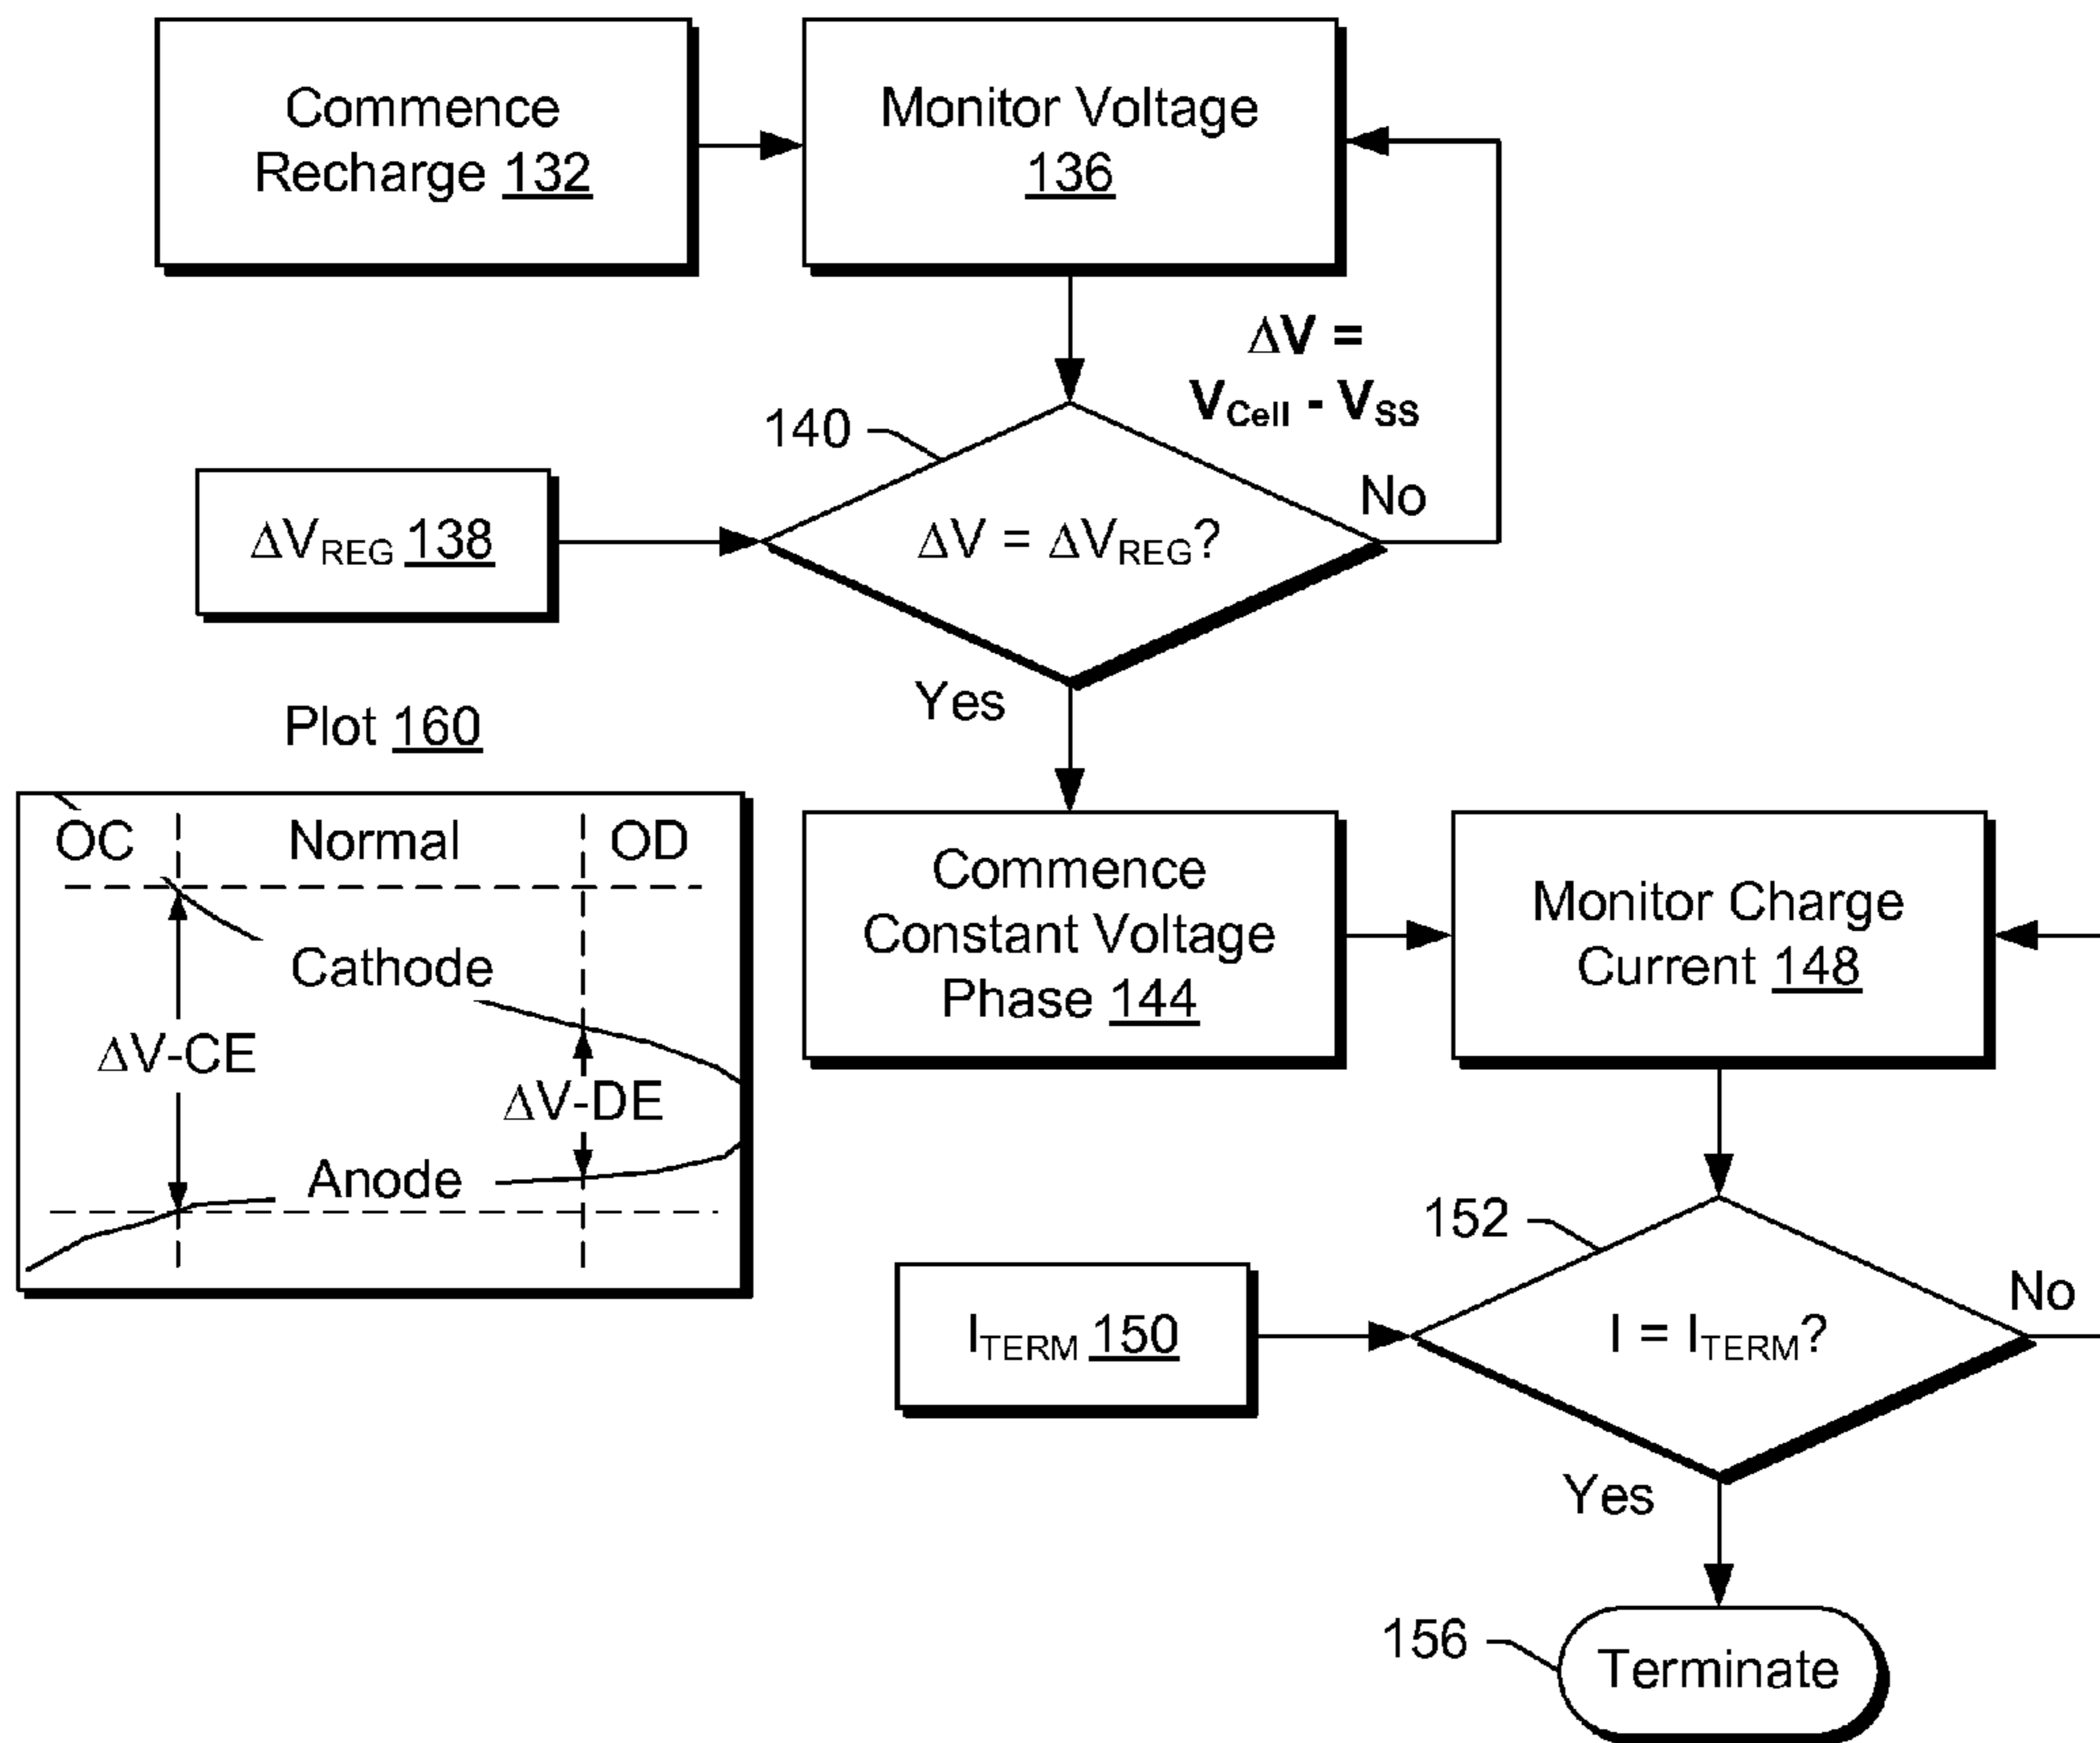 Commence
Recharge 132
Monitor Voltage
136
ΔV =
VCell - VSS
140
No
ΔVREG 138
ΔV = ΔVREG?
Yes
Plot 160
OC Normal OD
Cathode
ΔV-CE
ΔV-DE
Anode
Commence
Constant Voltage
Phase 144
Monitor Charge
Current 148
152
No
ITERM 150
I = ITERM?
Yes
156
Terminate